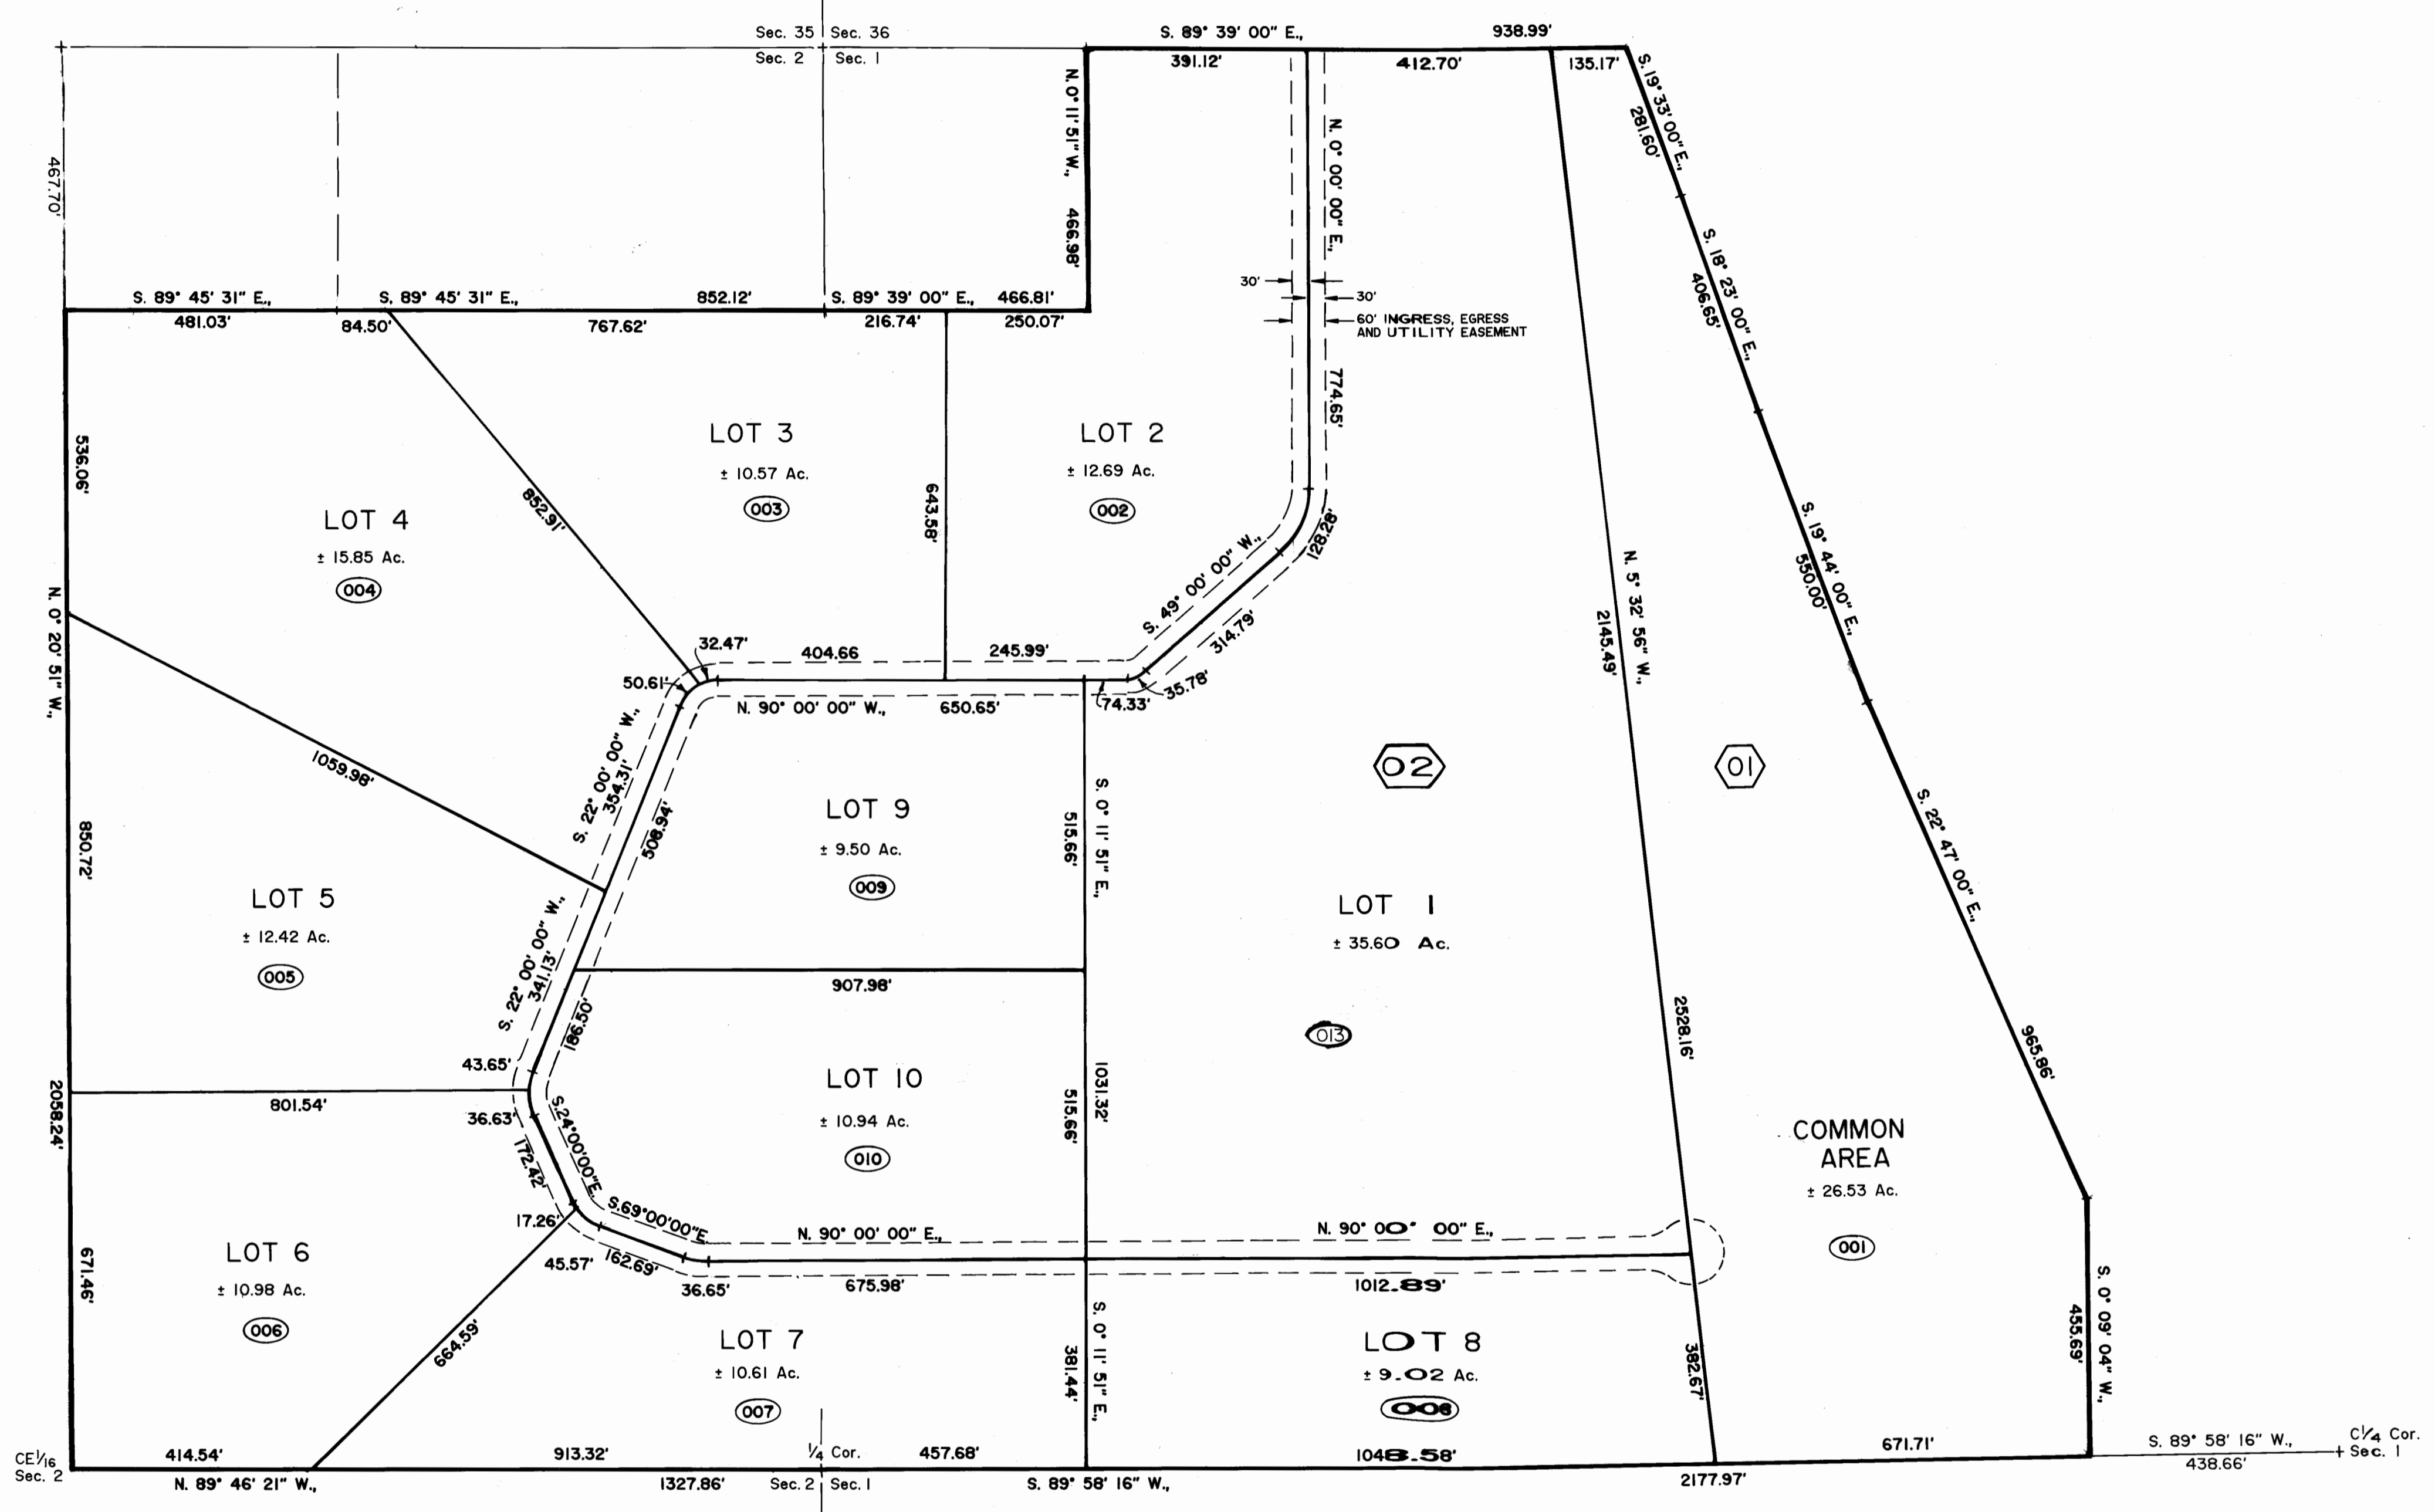 Sec. 35 Sec. 36
Sec. 2 Sec. 1
S. 89° 39' 00" E., 938.99'
391.12' 412.70' 135.17'
467.70'
N. 0° 11' 51" W., 466.98'
N. 0° 00' 00" E., 774.65'
S. 19° 33' 00" E.,
281.60'
S. 18° 23' 00" E.,
406.65'
S. 19° 44' 00" E.,
550.00'
S. 22° 47' 00" E., 965.86'
S. 0° 09' 04" W.,
455.69'
30'
30'
60' INGRESS, EGRESS
AND UTILITY EASEMENT
S. 89° 45' 31" E., S. 89° 45' 31" E., 852.12' S. 89° 39' 00" E., 466.81'
481.03' 84.50' 767.62' 216.74' 250.07'
536.06'
LOT 4
± 15.85 Ac.
004
852.91'
LOT 3
± 10.57 Ac.
003
643.58'
LOT 2
± 12.69 Ac.
002
128.28'
S. 49° 00' 00" W.,
314.79'
35.78'
74.33'
32.47'
404.66 245.99'
50.61'
N. 90° 00' 00" W., 650.65'
N. 0° 20' 51" W., 2058.24'
1059.98'
850.72'
S. 22° 00' 00" W.,
354.31'
508.94'
LOT 9
± 9.50 Ac.
009
515.66'
S. 0° 11' 51" E., 1031.32'
N. 5° 32' 56" W.,
2145.49'
2528.16'
02
01
LOT 1
± 35.60 Ac.
013
LOT 5
± 12.42 Ac.
005
S. 22° 00' 00" W.,
341.13'
186.50'
907.98'
43.65'
801.54'
36.63'
LOT 10
± 10.94 Ac.
010
515.66'
S. 24° 00' 00" E.
172.42'
17.26'
S. 69° 00' 00" E.
45.57' 162.69'
36.65'
N. 90° 00' 00" E.,
675.98'
N. 90° 00' 00" E.,
1012.89'
COMMON
AREA
± 26.53 Ac.
001
LOT 6
± 10.98 Ac.
006
671.46'
664.59'
LOT 7
± 10.61 Ac.
007
381.44'
S. 0° 11' 51" E.,
LOT 8
± 9.02 Ac.
008
382.67'
CE 1/16
Sec. 2
414.54' 913.32' 1/4 Cor. 457.68' 1048.58' 671.71'
N. 89° 46' 21" W., 1327.86' Sec. 2 Sec. 1 S. 89° 58' 16" W., 2177.97'
S. 89° 58' 16" W.,
438.66'
C 1/4 Cor.
Sec. 1